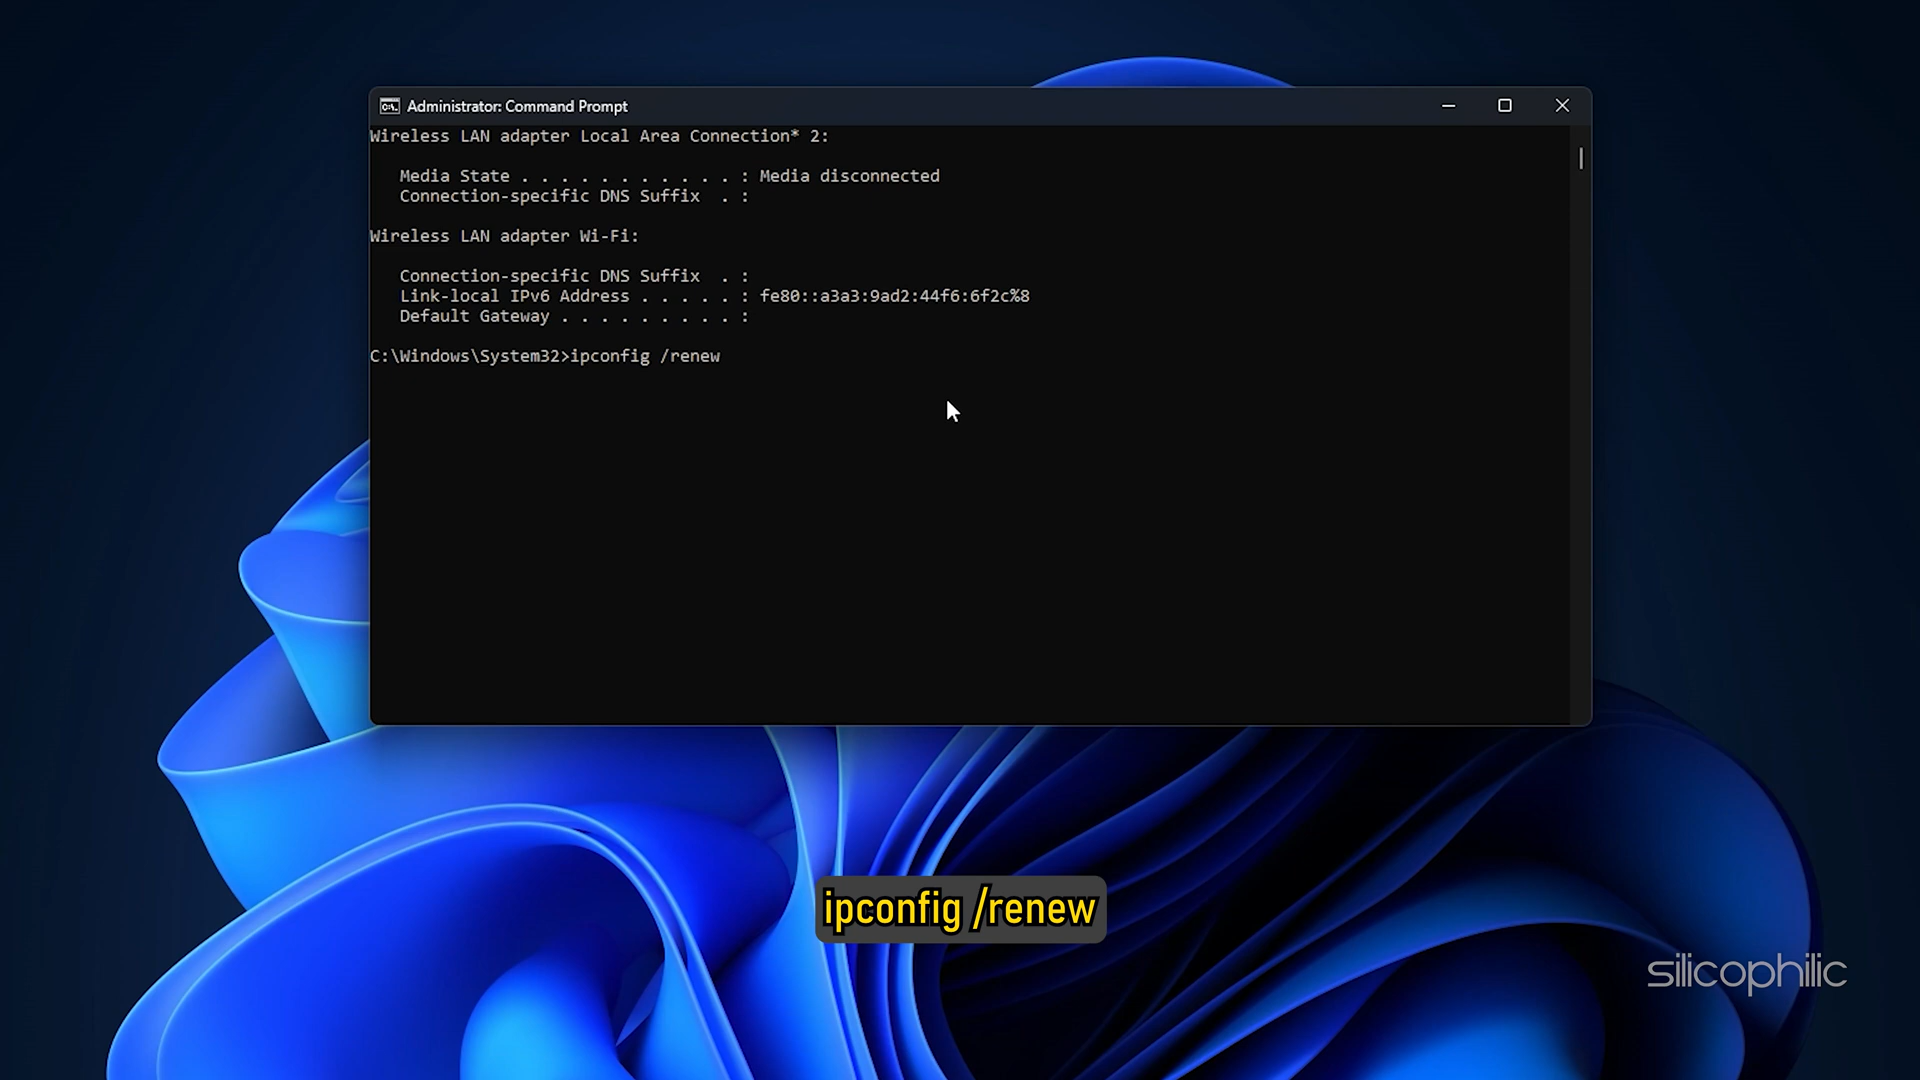 Administrator: Command Prompt
Wireless LAN adapter Local Area Connection* 2:
Media State . . . . . . . . . . . : Media disconnected
Connection-specific DNS Suffix  . :
Wireless LAN adapter Wi-Fi:
Connection-specific DNS Suffix  . :
Link-local IPv6 Address . . . . . : fe80::a3a3:9ad2:44f6:6f2c%8
Default Gateway . . . . . . . . . :
C:\Windows\System32>ipconfig /renew
ipconfig /renew
silicophilic